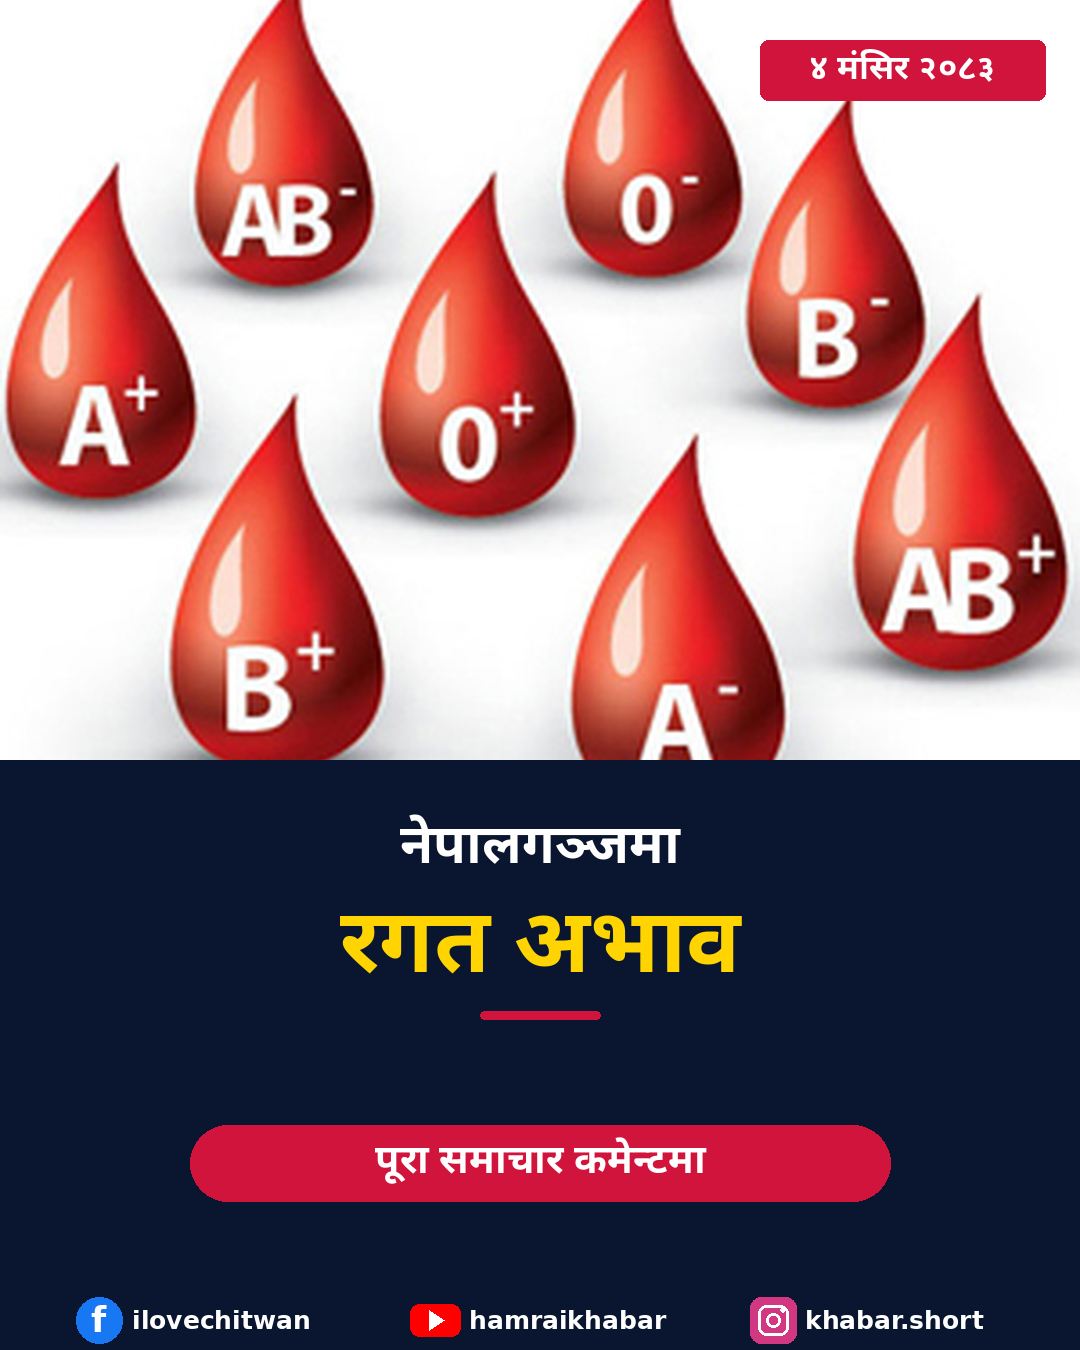 ४ मंसिर २०८३
AB-
O-
B-
A+
O+
AB+
B+
A-
नेपालगञ्जमा
रगत अभाव
पूरा समाचार कमेन्टमा
ilovechitwan
hamraikhabar
khabar.short